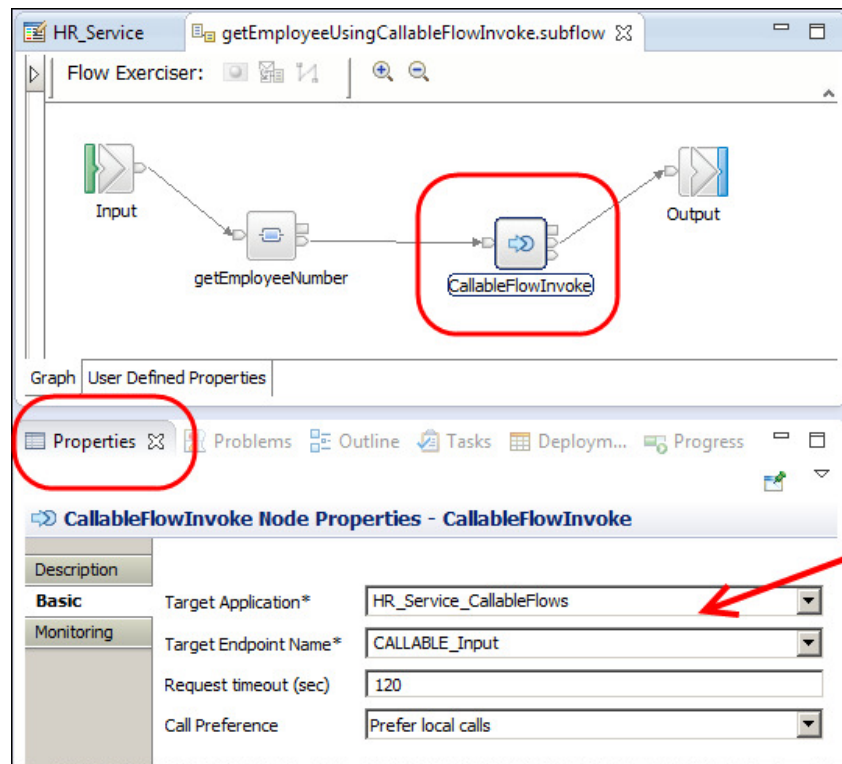 HR_Service
getEmployeeUsingCallableFlowInvoke.subflow
Flow Exerciser:
Input
Output
getEmployeeNumber
CallableFlowInvoke
Graph User Defined Properties
Properties Problems Outline Tasks Deploym... Progress
CallableFlowInvoke Node Properties - CallableFlowInvoke
Description
Basic
Monitoring
Target Application* HR_Service_CallableFlows
Target Endpoint Name* CALLABLE_Input
Request timeout (sec) 120
Call Preference Prefer local calls